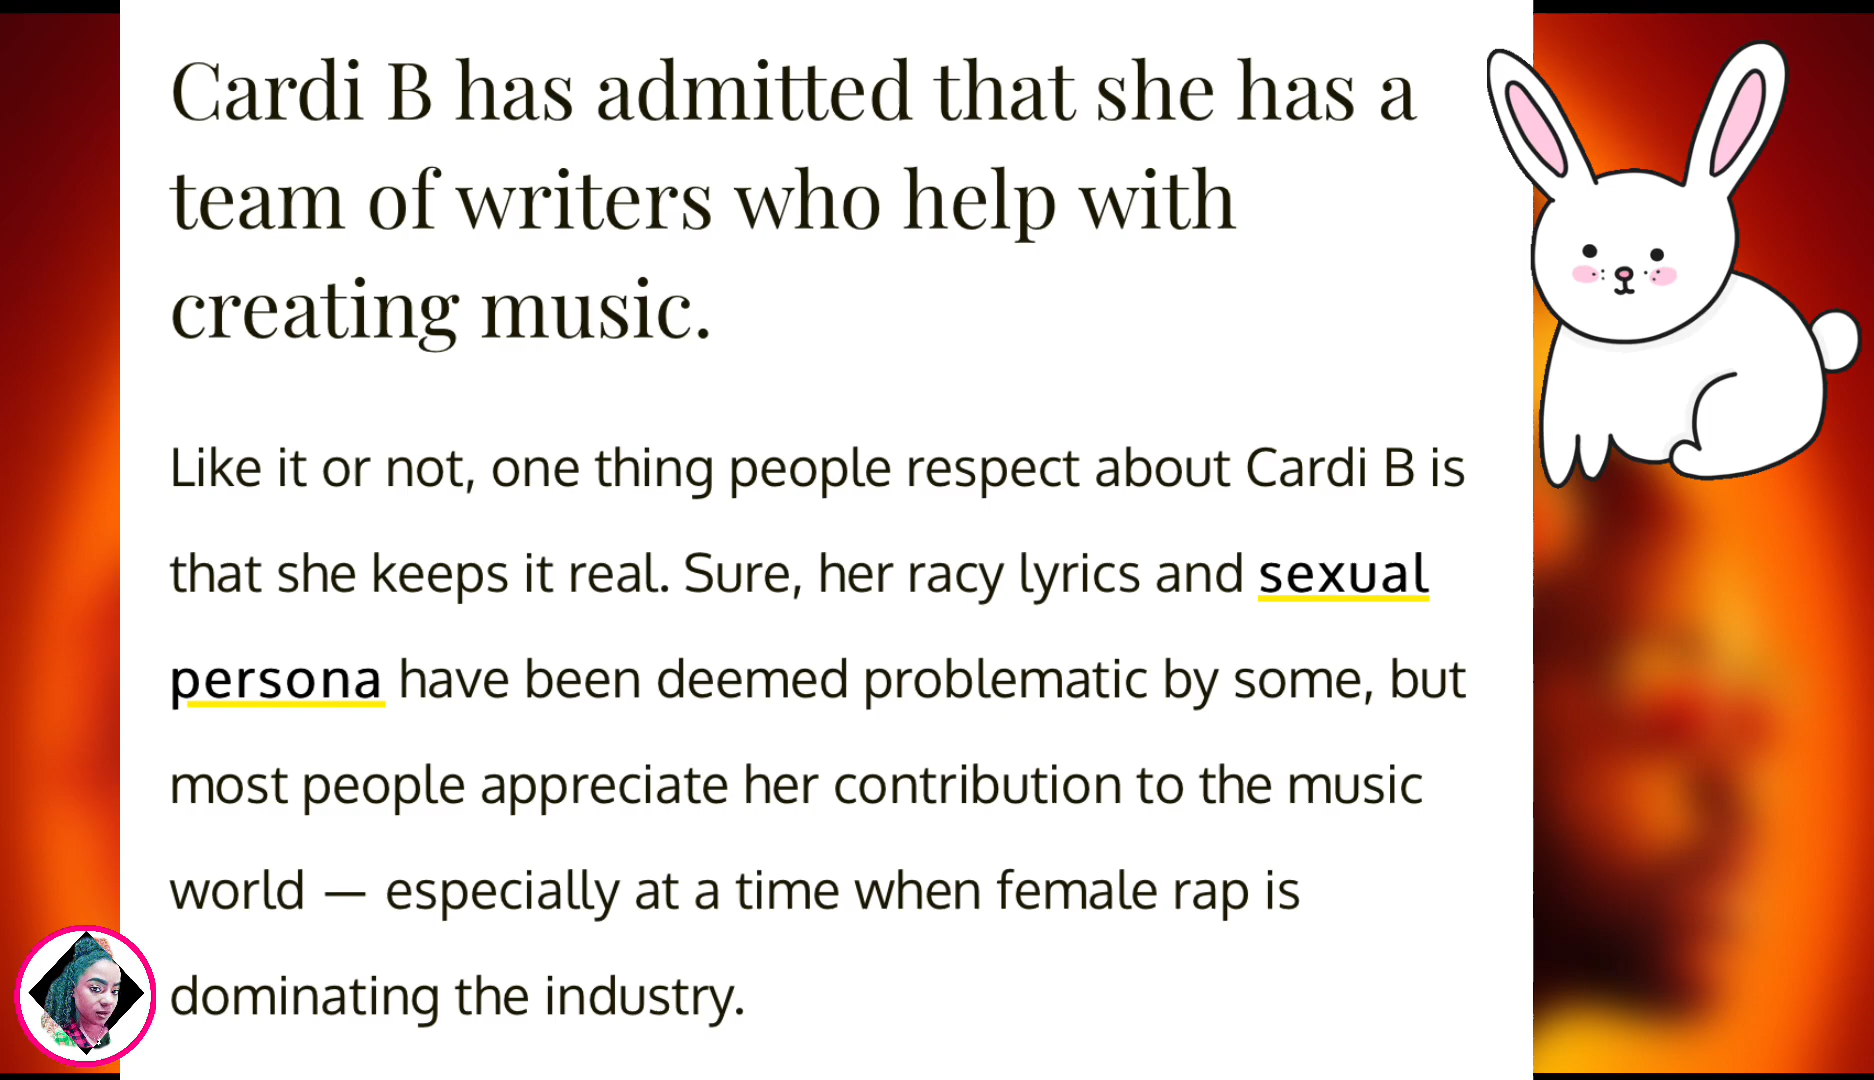 Cardi B has admitted that she has a
team of writers who help with
creating music.
Like it or not, one thing people respect about Cardi B is
that she keeps it real. Sure, her racy lyrics and sexual
persona have been deemed problematic by some, but
most people appreciate her contribution to the music
world — especially at a time when female rap is
dominating the industry.